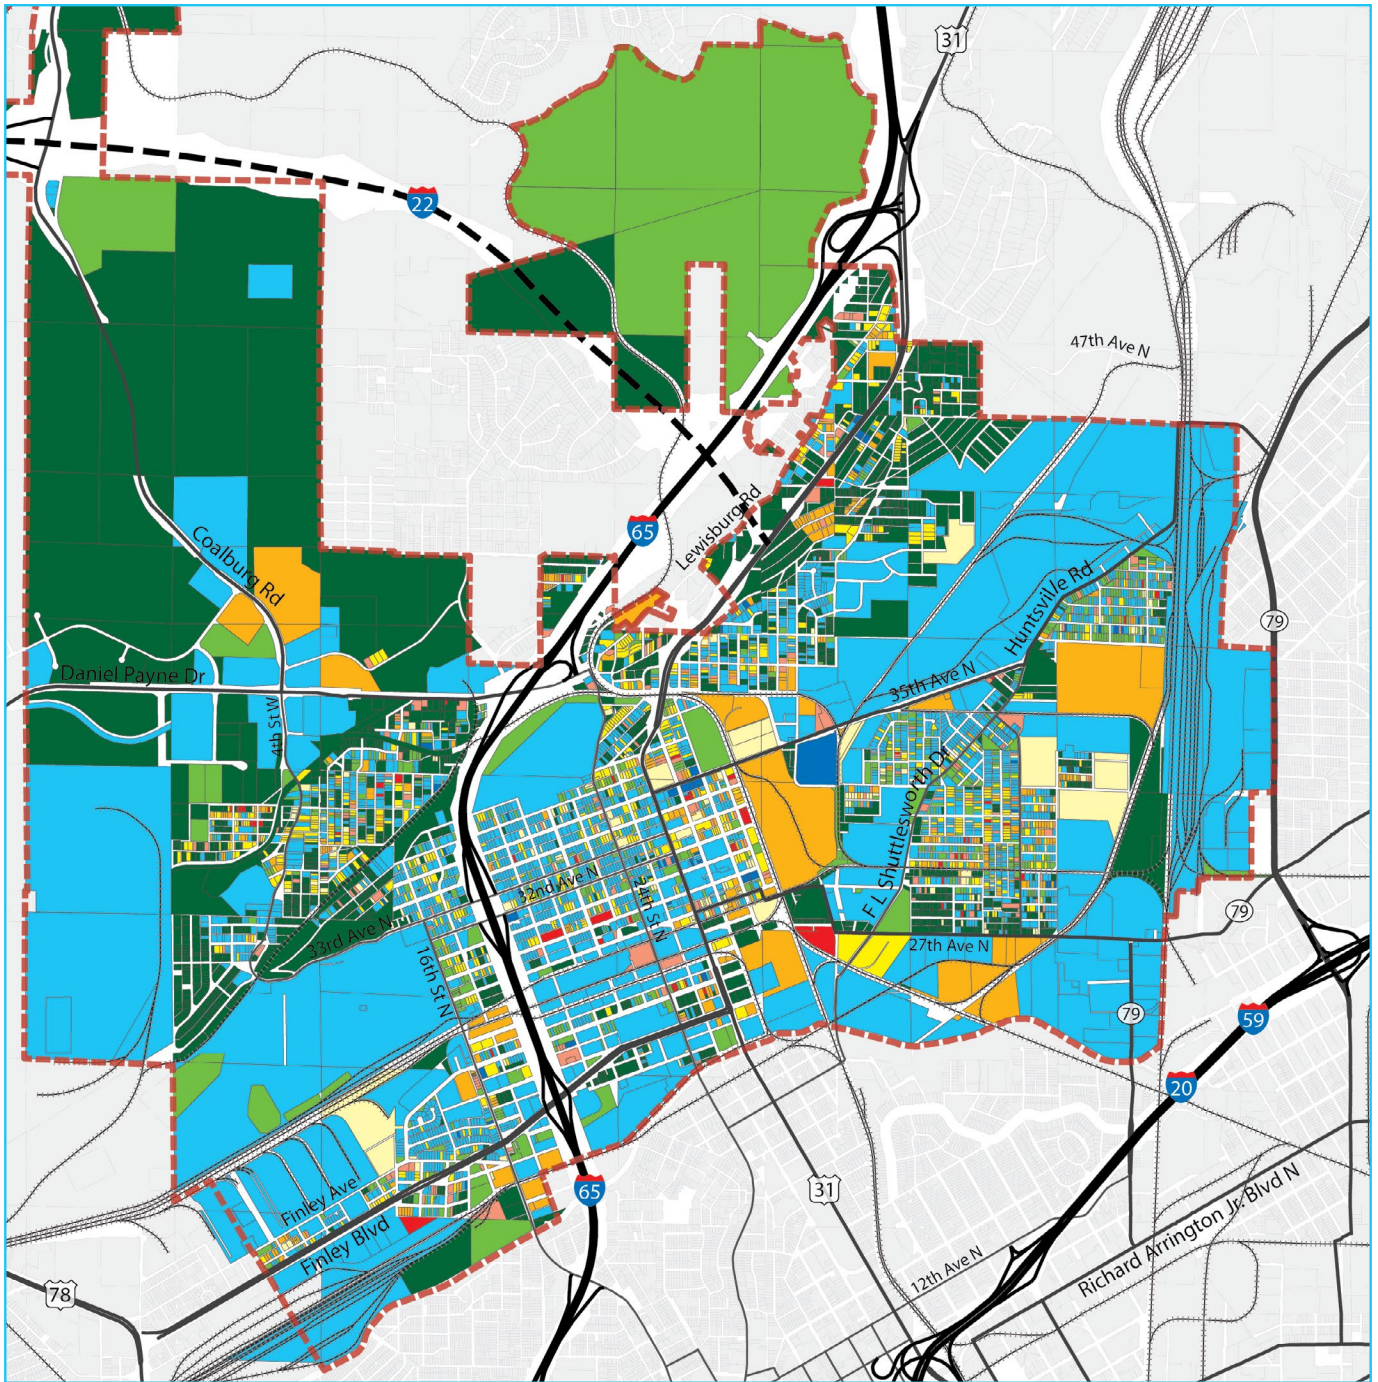 31
22
47th Ave N
65
Lewisburg Rd
Coalburg Rd
Huntsville Rd
79
Daniel Payne Dr
35th Ave N
4th St W
F L Shuttlesworth Dr
32nd Ave N
24th St N
79
33rd Ave N
27th Ave N
16th St N
79
59
20
65
31
Finley Ave
Finley Blvd
12th Ave N
Richard Arrington Jr. Blvd N
78